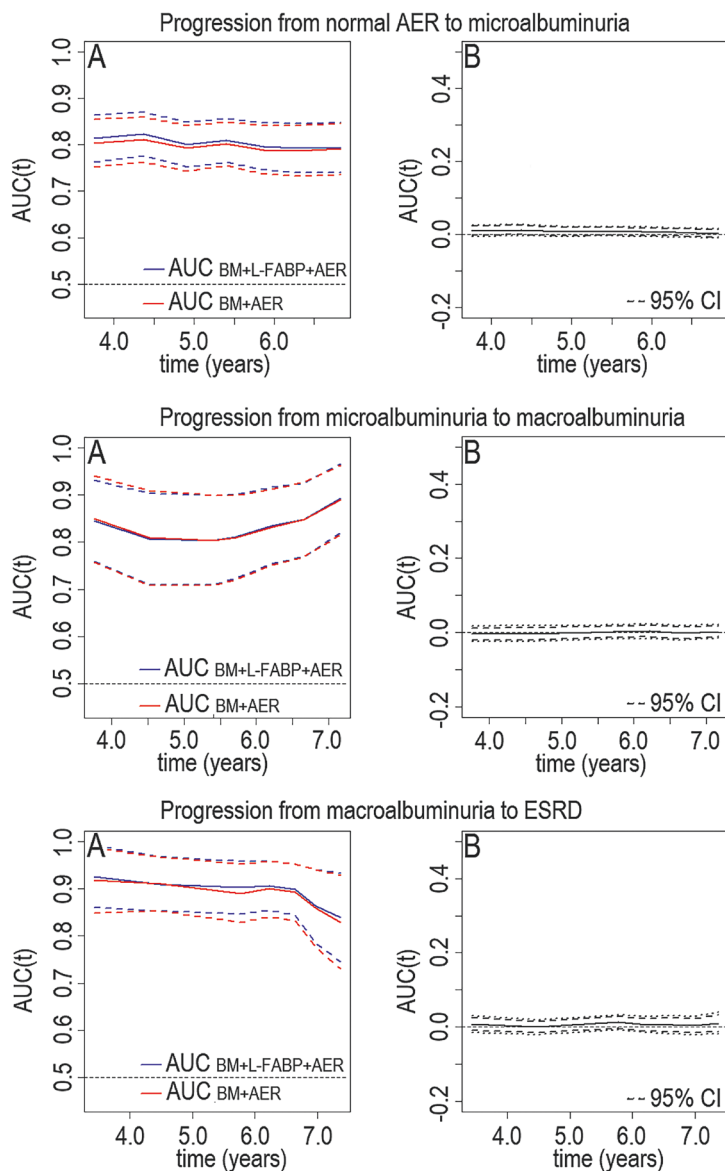 Progression from normal AER to microalbuminuria
A
AUC(t)
1.0
0.9
0.8
0.7
0.6
0.5
AUC BM+L-FABP+AER
AUC BM+AER
4.0 5.0 6.0
time (years)
B
AUC(t)
0.4
0.2
0.0
-0.2
-- 95% CI
4.0 5.0 6.0
time (years)
Progression from microalbuminuria to macroalbuminuria
A
AUC(t)
1.0
0.9
0.8
0.7
0.6
0.5
AUC BM+L-FABP+AER
AUC BM+AER
4.0 5.0 6.0 7.0
time (years)
B
AUC(t)
0.4
0.2
0.0
-0.2
-- 95% CI
4.0 5.0 6.0 7.0
time (years)
Progression from macroalbuminuria to ESRD
A
AUC(t)
1.0
0.9
0.8
0.7
0.6
0.5
AUC BM+L-FABP+AER
AUC BM+AER
4.0 5.0 6.0 7.0
time (years)
B
AUC(t)
0.4
0.2
0.0
-0.2
-- 95% CI
4.0 5.0 6.0 7.0
time (years)